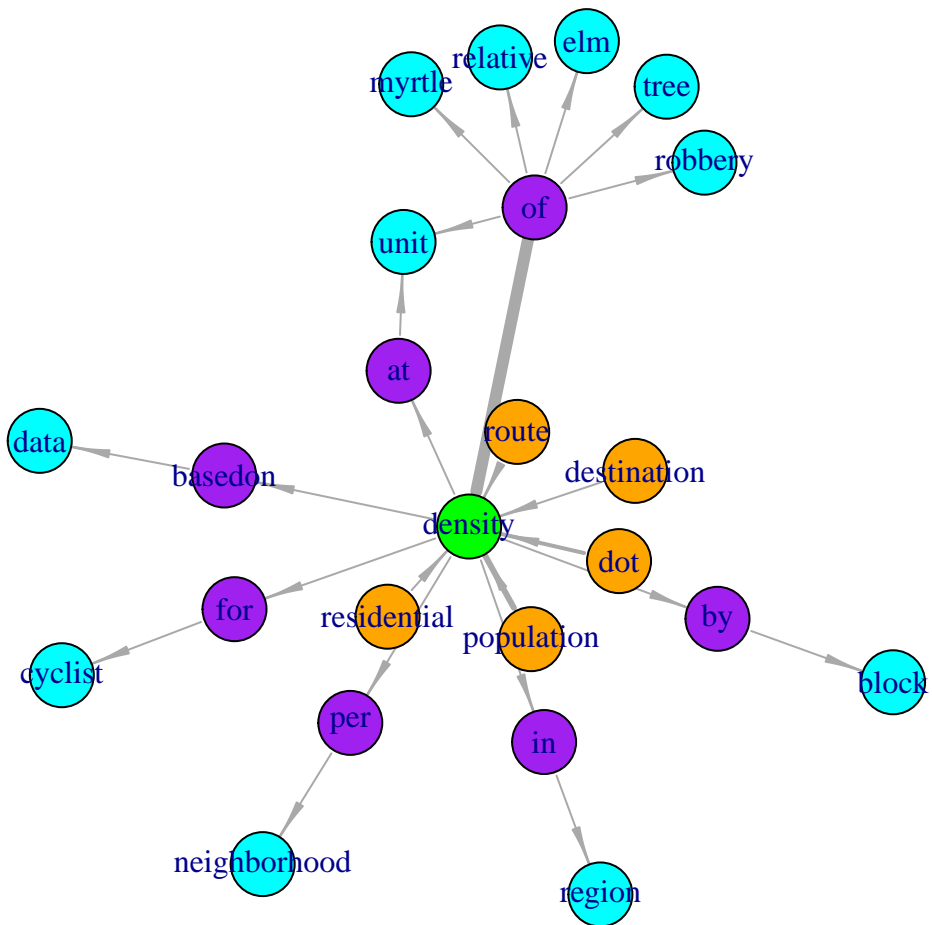 elm
relative
myrtle
tree
robbery
of
unit
at
route
data
basedon
destination
density
dot
for
residential
by
population
cyclist
block
per
in
neighborhood
region